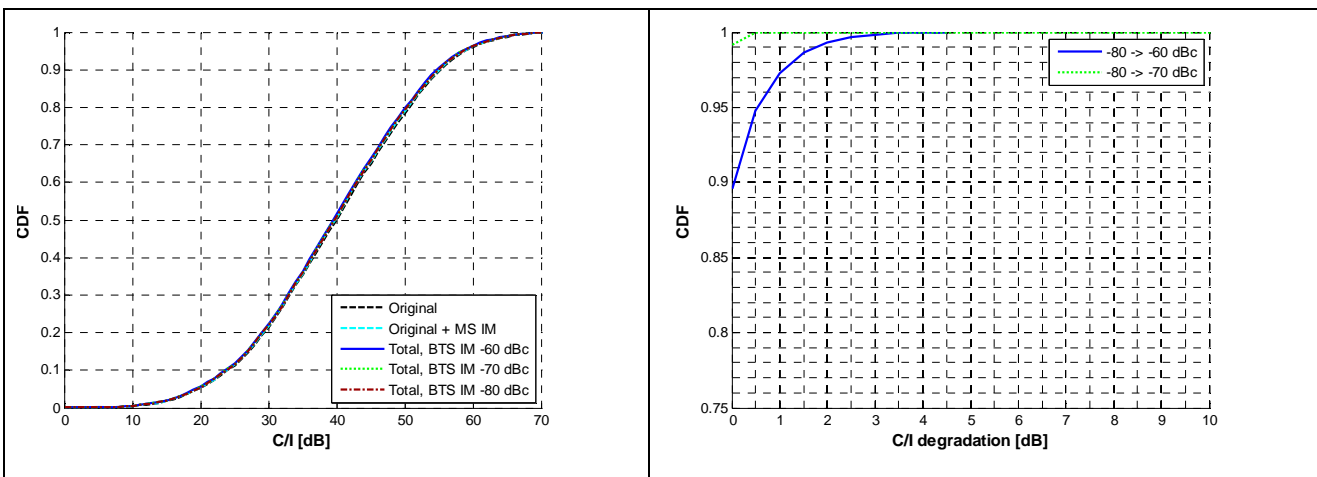 1
0.9
0.8
0.7
0.6
0.5
0.4
0.3
0.2
0.1
0
CDF
0 10 20 30 40 50 60 70
C/I [dB]
Original
Original + MS IM
Total, BTS IM -60 dBc
Total, BTS IM -70 dBc
Total, BTS IM -80 dBc
1
0.95
0.9
0.85
0.8
0.75
CDF
0 1 2 3 4 5 6 7 8 9 10
C/I degradation [dB]
-80 -> -60 dBc
-80 -> -70 dBc